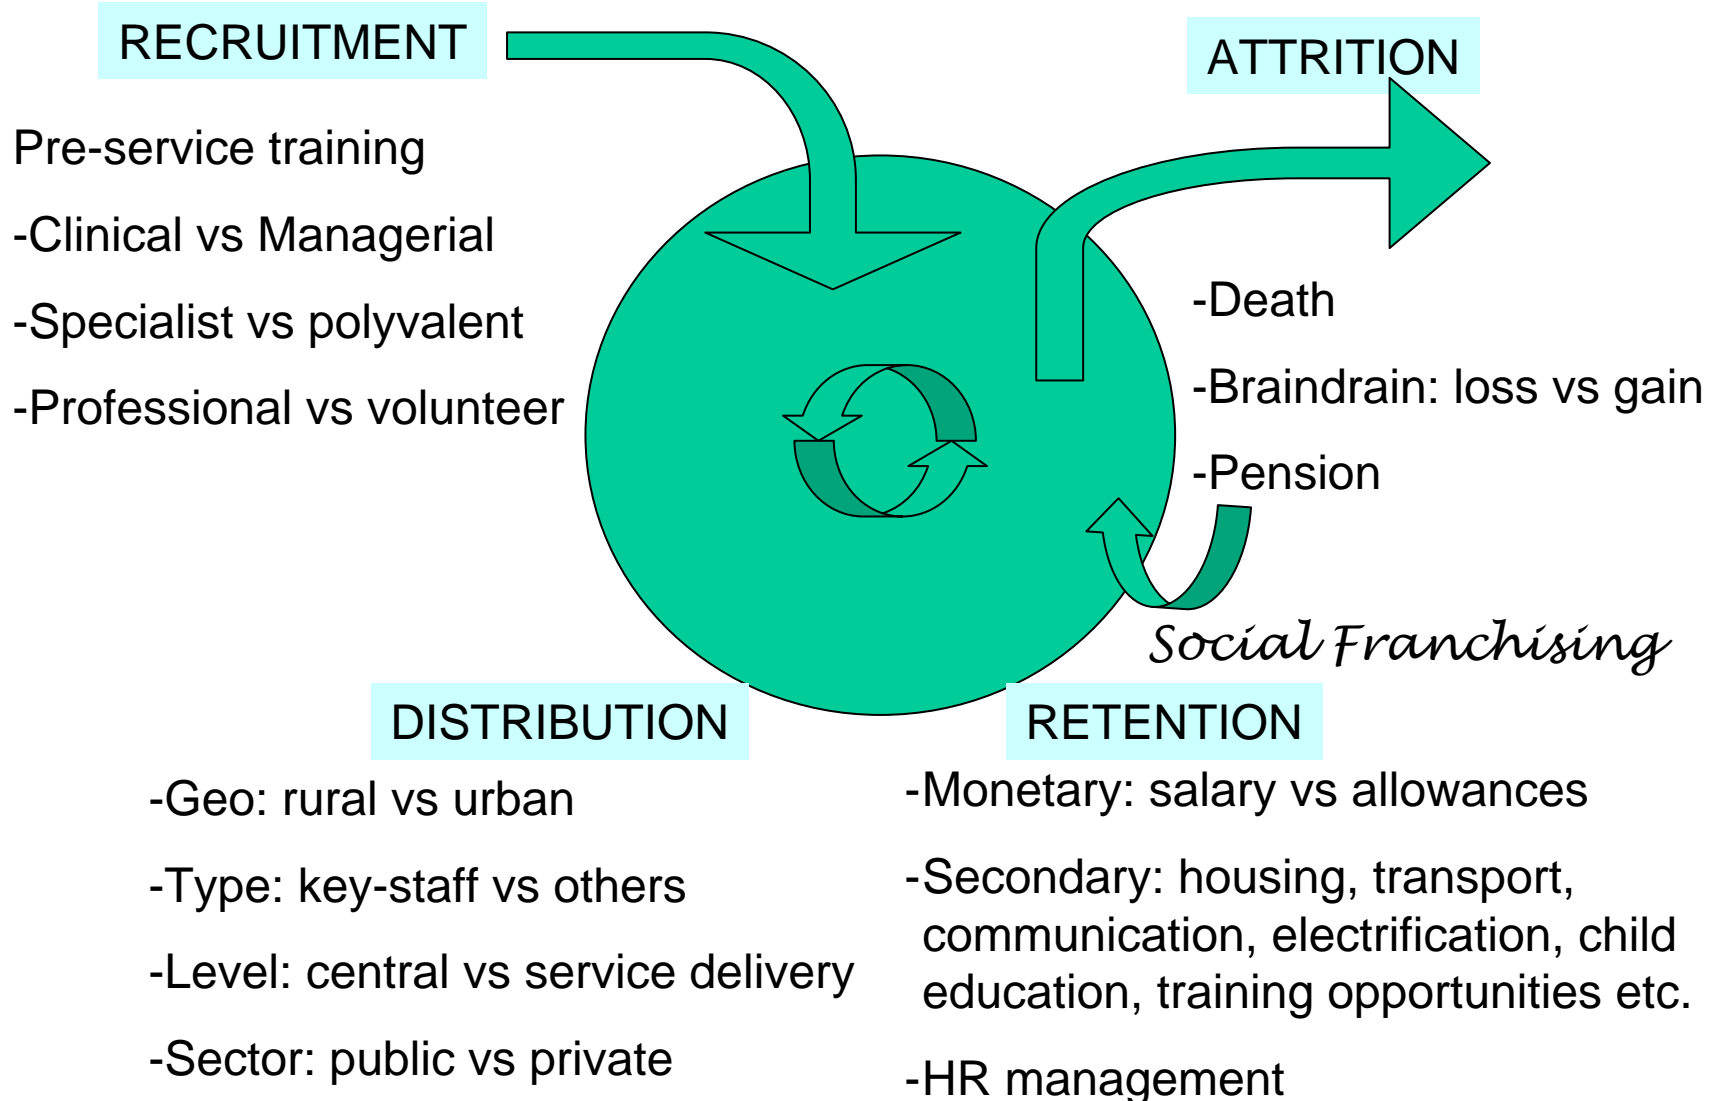 RECRUITMENT
Pre-service training
-Clinical vs Managerial
-Specialist vs polyvalent
-Professional vs volunteer
ATTRITION
-Death
-Braindrain: loss vs gain
-Pension
Social Franchising
DISTRIBUTION
-Geo: rural vs urban
-Type: key-staff vs others
-Level: central vs service delivery
-Sector: public vs private
RETENTION
-Monetary: salary vs allowances
-Secondary: housing, transport,
communication, electrification, child
education, training opportunities etc.
-HR management